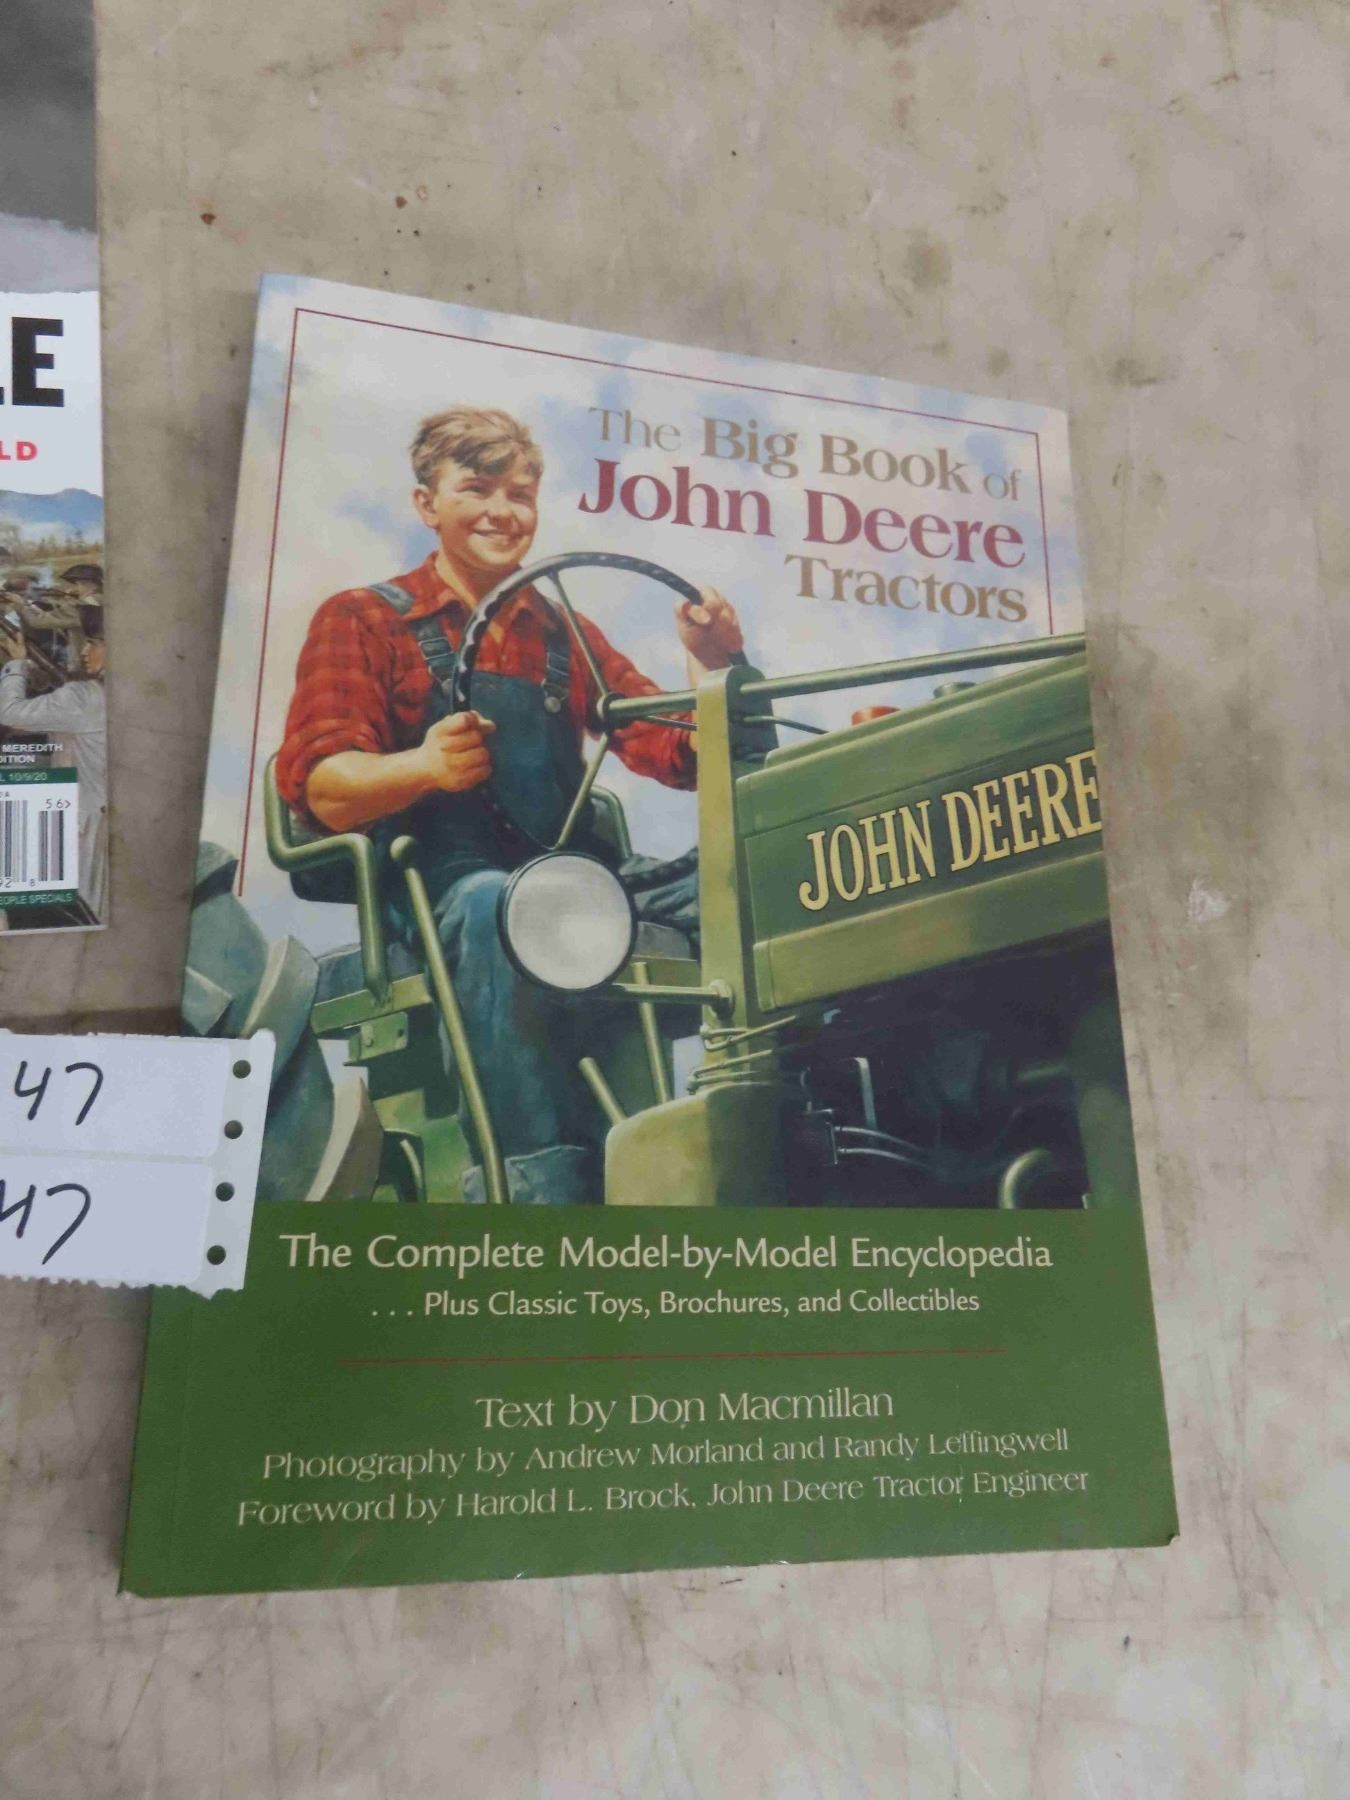 The Big Book of
John Deere
Tractors
JOHN DEERE
The Complete Model-by-Model Encyclopedia
... Plus Classic Toys, Brochures, and Collectibles
Text by Don Macmillan
Photography by Andrew Morland and Randy Leffingwell
Foreword by Harold L. Brock, John Deere Tractor Engineer
LE
LD
MEREDITH
DITION
L 10/9/20
56>
92 8
EOPLE SPECIALS
47
47